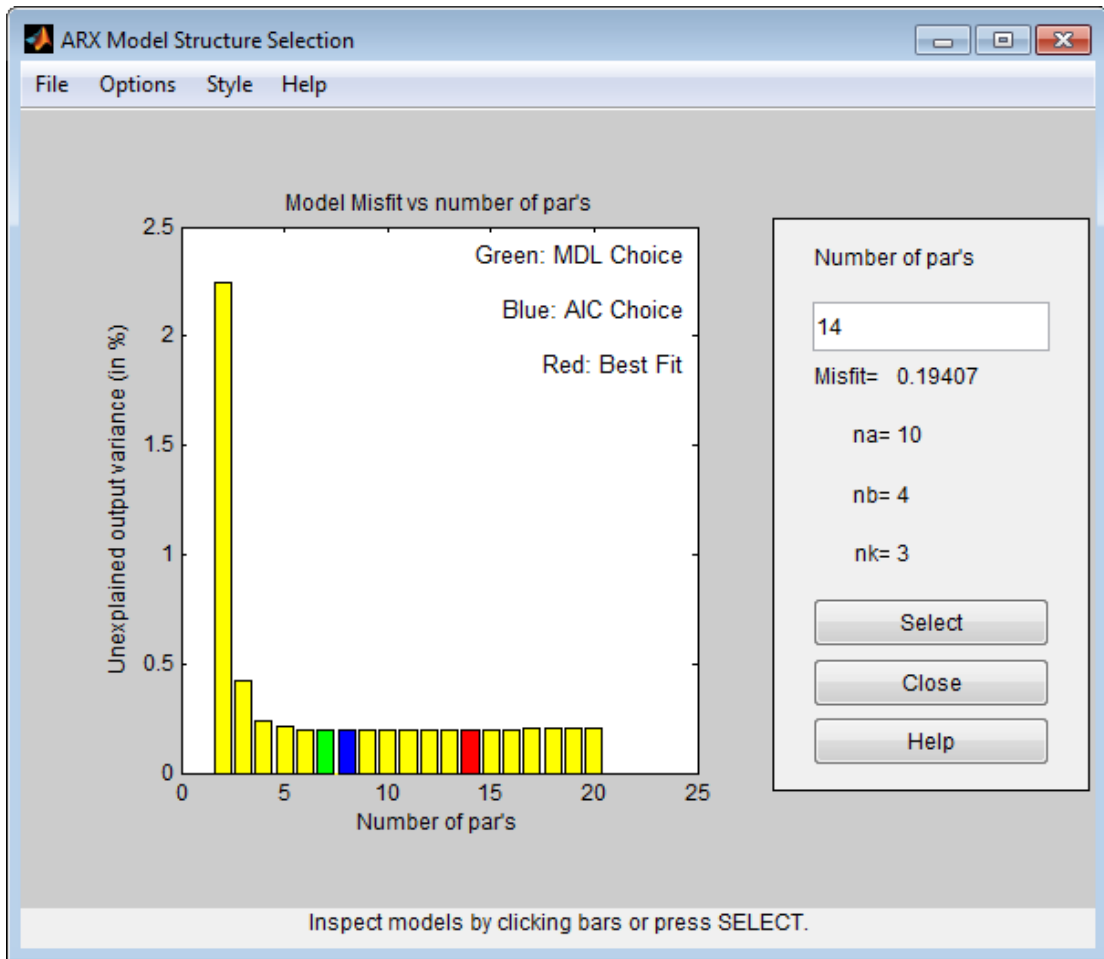 ARX Model Structure Selection
File Options Style Help
Model Misfit vs number of par's
2.5
2
1.5
1
0.5
0
Unexplained output variance (in %)
Green: MDL Choice
Blue: AIC Choice
Red: Best Fit
0 5 10 15 20 25
Number of par's
Number of par's
14
Misfit= 0.19407
na= 10
nb= 4
nk= 3
Select
Close
Help
Inspect models by clicking bars or press SELECT.